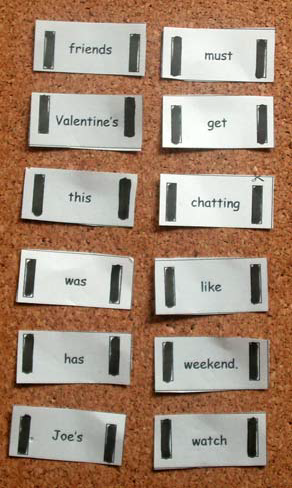 friends
must
Valentine's
get
this
chatting
was
like
has
weekend.
Joe's
watch